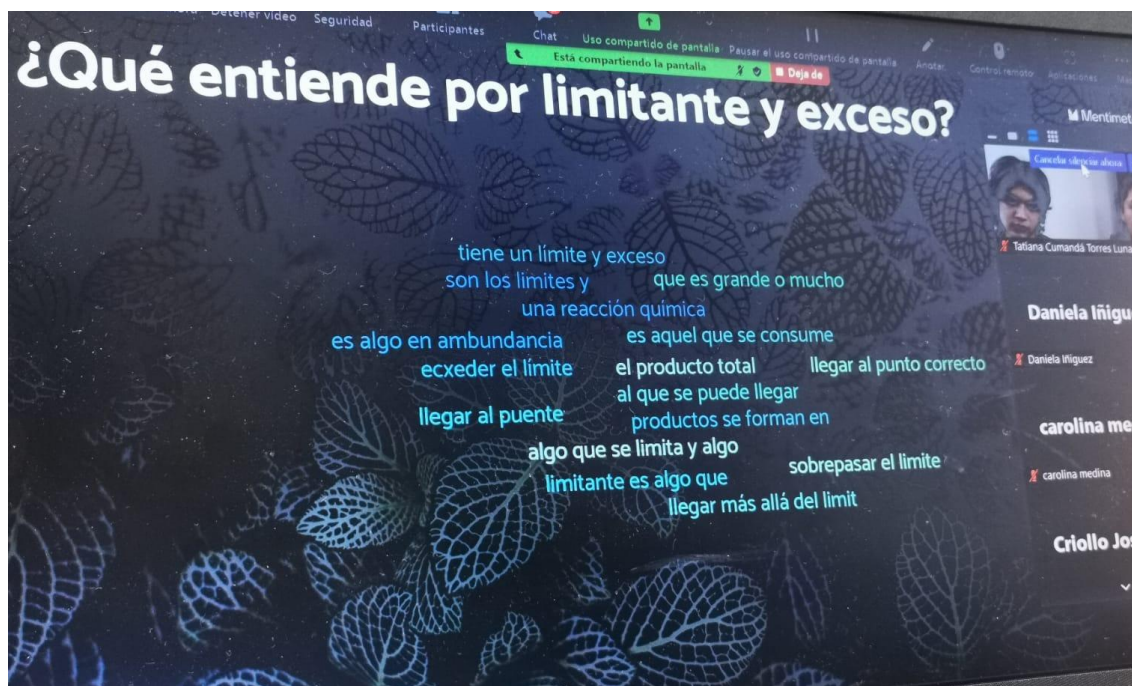 Detener video
Seguridad
Participantes
Chat
Uso compartido de pantalla
Pausar el uso compartido de pantalla
Anotar
Control remoto
Aplicaciones
Está compartiendo la pantalla
Deja de
¿Qué entiende por limitante y exceso?
Mentimet
Cancelar silenciar ahora
Tatiana Cumandá Torres Luna
tiene un límite y exceso
son los limites y
que es grande o mucho
una reacción química
Daniela Iñigu
es algo en ambundancia
es aquel que se consume
ecxeder el límite
el producto total
llegar al punto correcto
Daniela Iñiguez
al que se puede llegar
llegar al puente
productos se forman en
carolina me
algo que se limita y algo
sobrepasar el limite
carolina medina
limitante es algo que
llegar más allá del limit
Criollo Jos